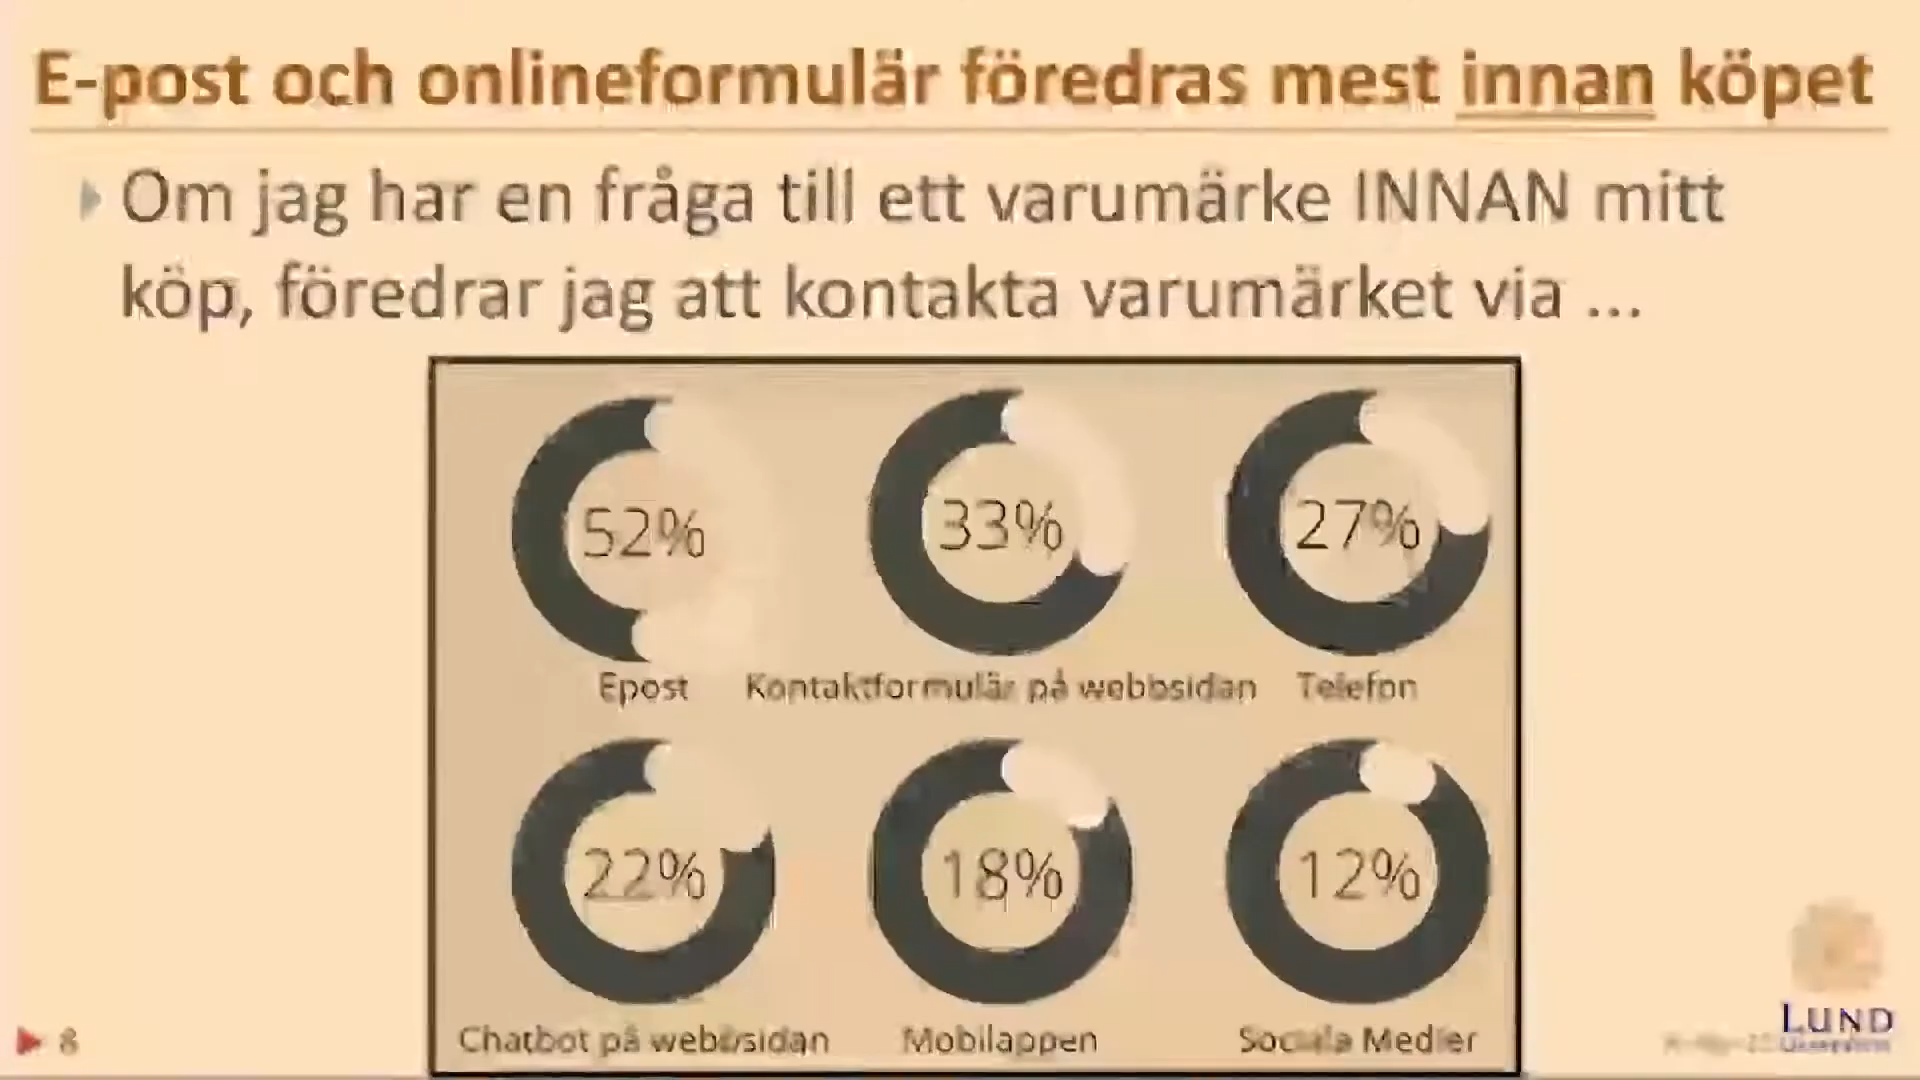 E-post och onlineformulär föredras mest innan köpet
Om jag har en fråga till ett varumärke INNAN mitt
köp, föredrar jag att kontakta varumärket via ...
52%
33%
27%
Epost
Kontaktformulär på webbsidan
Telefon
22%
18%
12%
Chatbot på webbsidan
Mobilappen
Sociala Medier
8
LUND